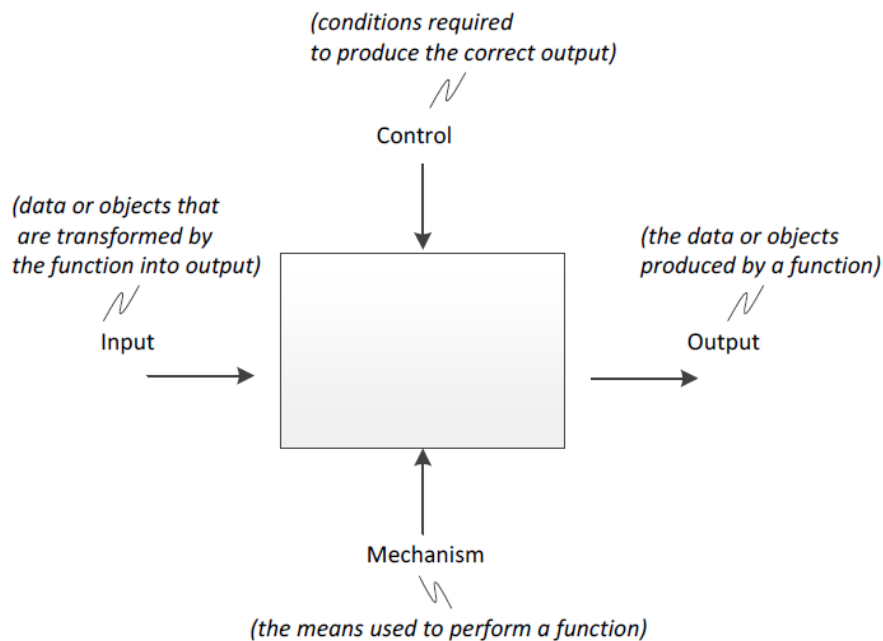 (conditions required
to produce the correct output)
Control
(data or objects that
are transformed by
the function into output)
Input
(the data or objects
produced by a function)
Output
Mechanism
(the means used to perform a function)